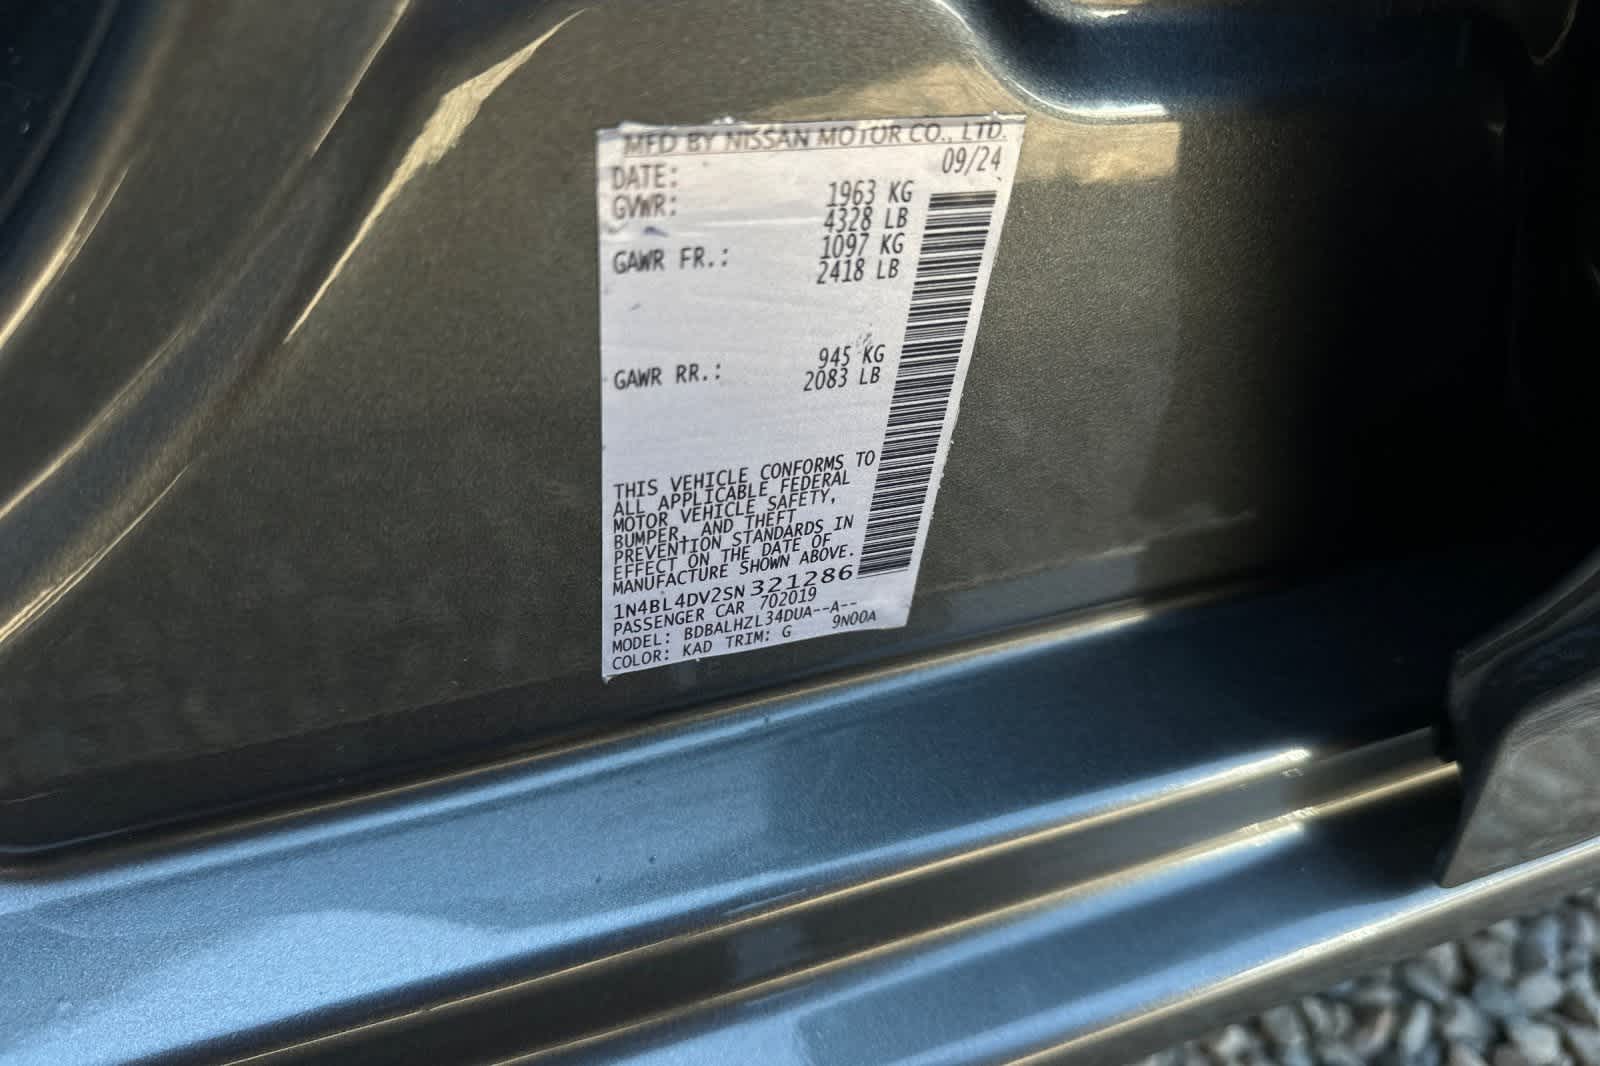 MFD BY NISSAN MOTOR CO., LTD.
DATE: 09/24
GVWR: 1963 KG
4328 LB
GAWR FR.: 1097 KG
2418 LB
GAWR RR.: 945 KG
2083 LB
THIS VEHICLE CONFORMS TO
ALL APPLICABLE FEDERAL
MOTOR VEHICLE SAFETY,
BUMPER, AND THEFT
PREVENTION STANDARDS IN
EFFECT ON THE DATE OF
MANUFACTURE SHOWN ABOVE.
1N4BL4DV2SN321286
PASSENGER CAR 702019
MODEL: BDBALHZL34DUA--A--
COLOR: KAD TRIM: G 9N00A